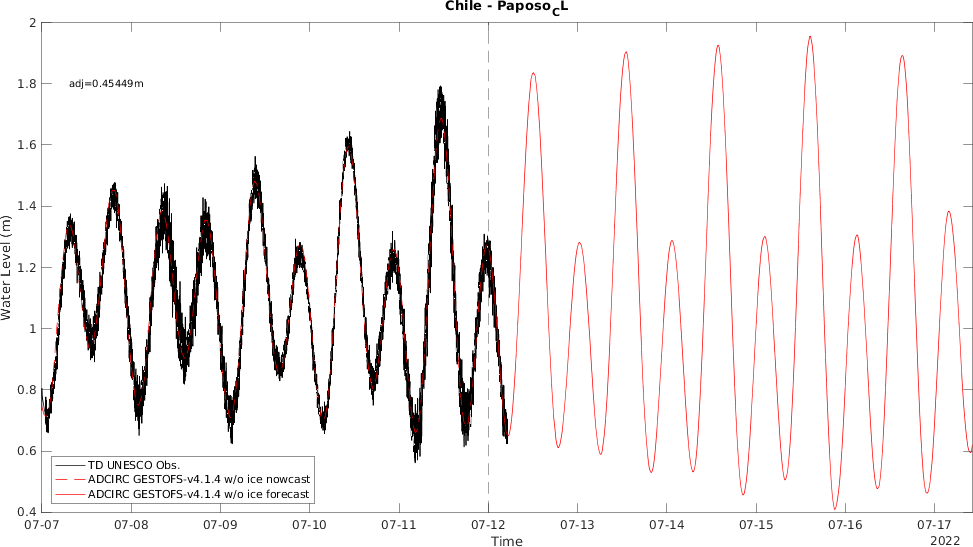 Chile - Paposo_CL
2
1.8
1.6
1.4
1.2
1
0.8
0.6
0.4
Water Level (m)
adj=0.45449m
TD UNESCO Obs.
ADCIRC GESTOFS-v4.1.4 w/o ice nowcast
ADCIRC GESTOFS-v4.1.4 w/o ice forecast
07-07 07-08 07-09 07-10 07-11 07-12 07-13 07-14 07-15 07-16 07-17
Time
2022